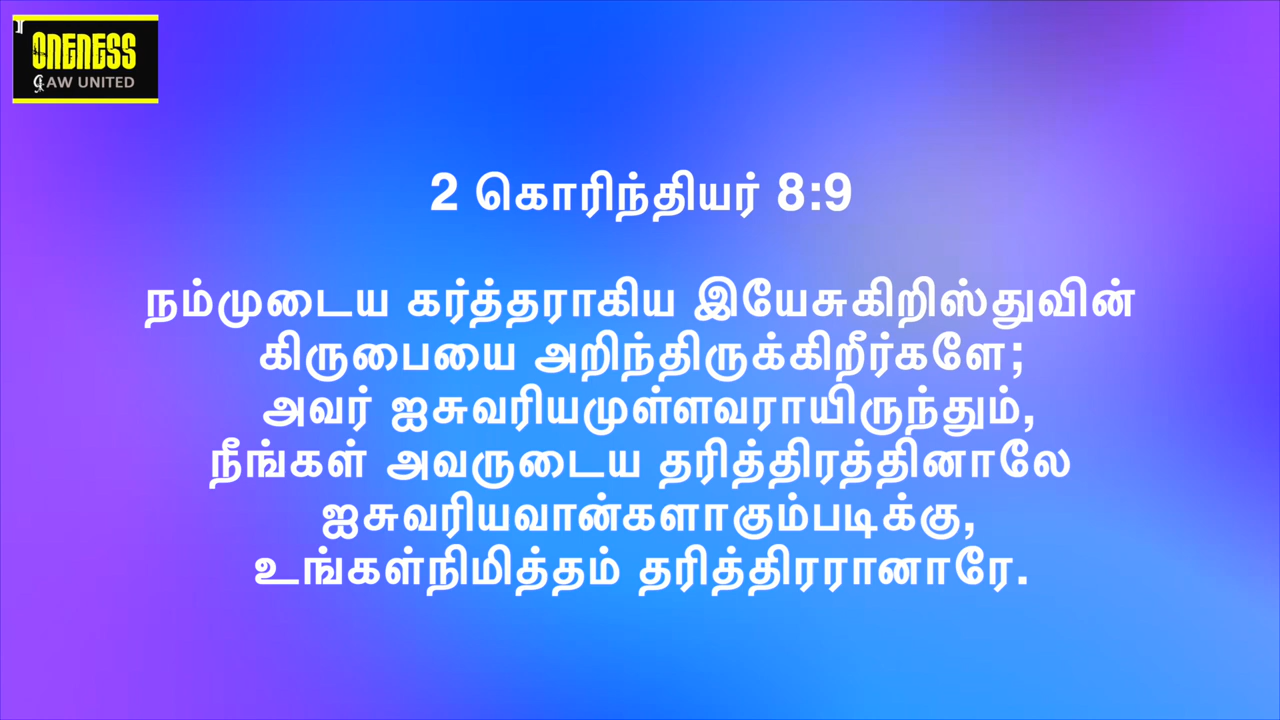 ONENESS
AW UNITED
2 கொரிந்தியர் 8:9
நம்முடைய கர்த்தராகிய இயேசுகிறிஸ்துவின்
கிருபையை அறிந்திருக்கிறீர்களே;
அவர் ஐசுவரியமுள்ளவராயிருந்தும்,
நீங்கள் அவருடைய தரித்திரத்தினாலே
ஐசுவரியவான்களாகும்படிக்கு,
உங்கள்நிமித்தம் தரித்திரரானாரே.